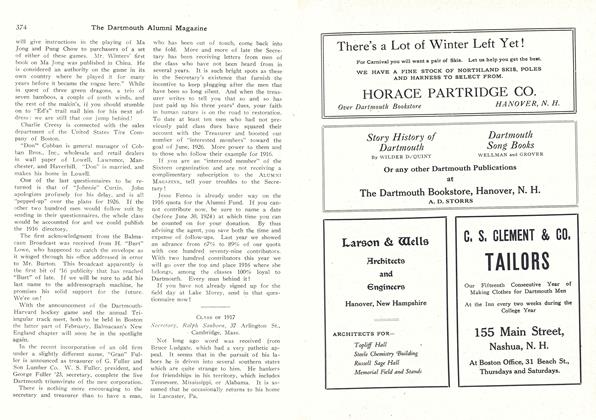 374
The Dartmouth Alumni Magazine
will give instructions in the playing of Ma
Jong and Pung Chow to purchasers of a set
of either of these games. Mr. Winters' first
book on Ma Jong was published in China. He
is considered an authority on the game in its
own country where he played it for many
years before it became the rogue here." While
in quest of three green dragons, a trio of
seven bamboos, a couple of south winds, and
the rest of the makin's, if you should stumble
on to "Ed's" trail nail him for his next ad-
dress: we are still that one jump behind!
Charlie Creesy is connected with the sales
department of the United States Tire Com-
pany of Boston.
"Don" Cobban is general manager of Cob-
ban Bros., Inc., wholesale and retail dealers
in wall paper of Lowell, Lawrence, Man-
chester, and Haverhill. "Don" is married, and
makes his home in Lowell.
One of the last questionnaires to be re-
turned is that of "Johnnie" Curtis. John
apologizes profusely for his delay, and is all
"pepped-up" over the plans for 1926. If the
other two hundred would follow suit by
sending in their questionnaires, the whole class
would be accounted for and we could publish
the 1916 directory.
The first acknowledgment from the Balma-
caan Broadcast was received from H. "Burt"
Lowe, who happened to catch the envelope as
it winged through his office addressed in error
to Mr. Burton. This broadcast apparently is
the first bit of '16 publicity that has reached
"Burt" of late. If we will be sure to add his
last name to the addressograph machine, he
promises his solid support for the future.
We're on!
With the announcement of the Dartmouth-
Harvard hockey game and the annual Tri-
angular track meet, both to be held in Boston
the latter part of February, Balmacaan's New
England chapter will soon be in the spotlight
again.
In the recent incorporation of an old firm
under a slightly different name, "Gran" Ful-
ler is announced as treasurer of G. Fuller and
Son Lumber Co. W. S. Fuller, president, and
George Fuller '23, secretary, complete the live
Dartmouth triumvirate of the new corporation.
There is nothing more encouraging to the
secretary and treasurer than to have a man,
who has been out of touch, come back into
the fold. More and more of late the Secre-
tary has been receiving letters from men of
the class who have not been heard from in
several years. It is such bright spots as these
in the Secretary's existence that furnish the
incentive to keep plugging after the men that
have been so long silent. And when the trea-
surer writes to tell you that so and so has
just paid up his three years' dues, your faith
in human nature is on the road to restoration.
To date at least ten men who had not pre-
viously paid class dues have squared their
account with the Treasurer and boosted our
number of "interested members" toward the
goal of June, 1926. More power to them and
to those who follow their example for 1916.
If you are an "interested member" of the
Sixteen organization and are not receiving a
complimentary subscription to the ALUMNI
MAGAZINE, tell your troubles to the Secre-
tary!
Jess Fenno is already under way on the
1916 quota for the Alumni Fund. If you can-
not contribute now, be sure to name a date
(before June 30, 1924) at which time you can
be counted on for your donation. By thus
advising the agent, you save both the time and
expense of follow-ups. Last year we showed
an advance from 67% to 89% of our quota
with one hundred seventy-nine contributors.
With two hundred contributors this year we
will go over the top and place 1916 where she
belongs, among the classes 100% loyal to
Dartmouth. Every man behind it!
If you have not already signed up for the
field day at Lake Morey, send in that ques-
tionnaire now!
CLASS OF 1917
Secretary, Ralph Sanborn, 37 Arlington St.,
Cambridge, Mass.
Not long ago word was received from
Bruce Ludgate, which had a very pathetic ap-
peal. It seems that in the pursuit of his la-
bors he is driven into several southern states
which are quite strange to him. He hankers
for friendships in his territory, which includes
Tennessee, Mississippi, or Alabama. It is as-
sumed that he occasionally returns to his home
in Lancaster, Pa.
There's a Lot of Winter Left Yet!
For Carnival you will want a pair of Skis. Let us help you get the best.
WE HAVE A FINE STOCK OF NORTHLAND SKIS, POLES
AND HARNESS TO SELECT FROM.
HORACE PARTRIDGE CO.
Over Dartmouth Bookstore
HANOVER, N. H.
Story History of
Dartmouth
By WILDER D. QUINT
Dartmouth
Song Books
WELLMAN and GROVER
Or any other Dartmouth Publications
at
The Dartmouth Bookstore, Hanover, N. H.
A. D. STORRS
Larson & Wells
Architects
and
Engineers
Hanover, New Hampshire
ARCHITECTS FOR—
Topliff Hall
Steele Chemistry Building
Russell Sage Hall
Memorial Field and Stands
C. S. CLEMENT & CO.
TAILORS
Our Fifteenth Consecutive Year of
Making Clothes for Dartmouth Men
At the Inn every two weeks during the
College Year
155 Main Street,
Nashua, N. H.
At Boston Office, 31 Beach St.,
Thursdays and Saturdays.